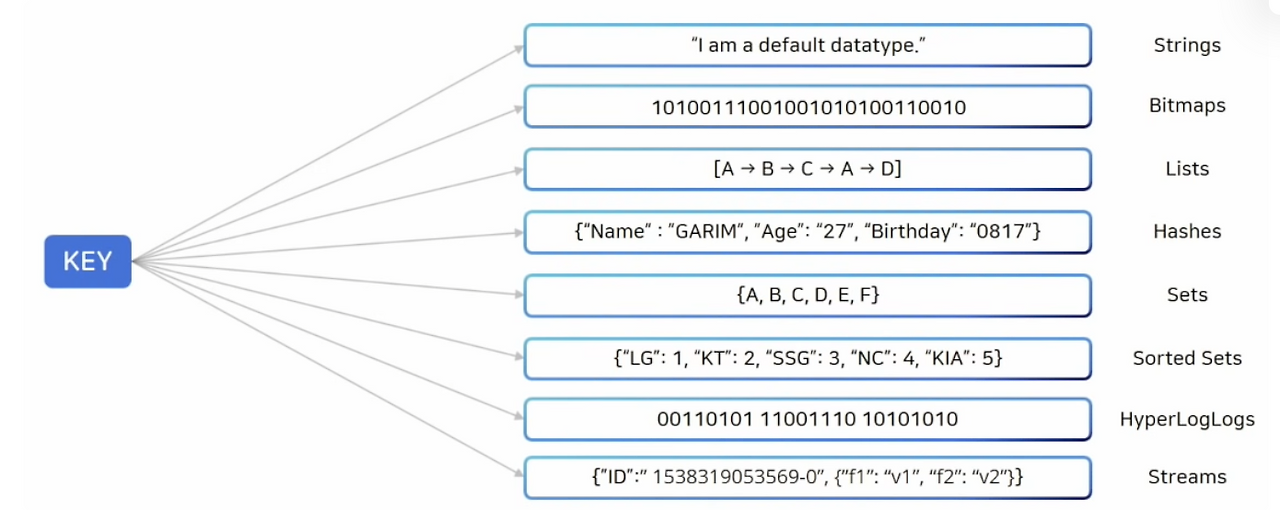 “I am a default datatype.” Strings
10100111001001010100110010 Bitmaps
[A → B → C → A → D] Lists
{“Name” : “GARIM”, “Age”: “27”, “Birthday”: “0817”} Hashes
KEY
{A, B, C, D, E, F} Sets
{“LG”: 1, “KT”: 2, “SSG”: 3, “NC”: 4, “KIA”: 5} Sorted Sets
00110101 11001110 10101010 HyperLogLogs
{“ID”:” 1538319053569-0”, {“f1”: “v1”, “f2”: “v2”}} Streams